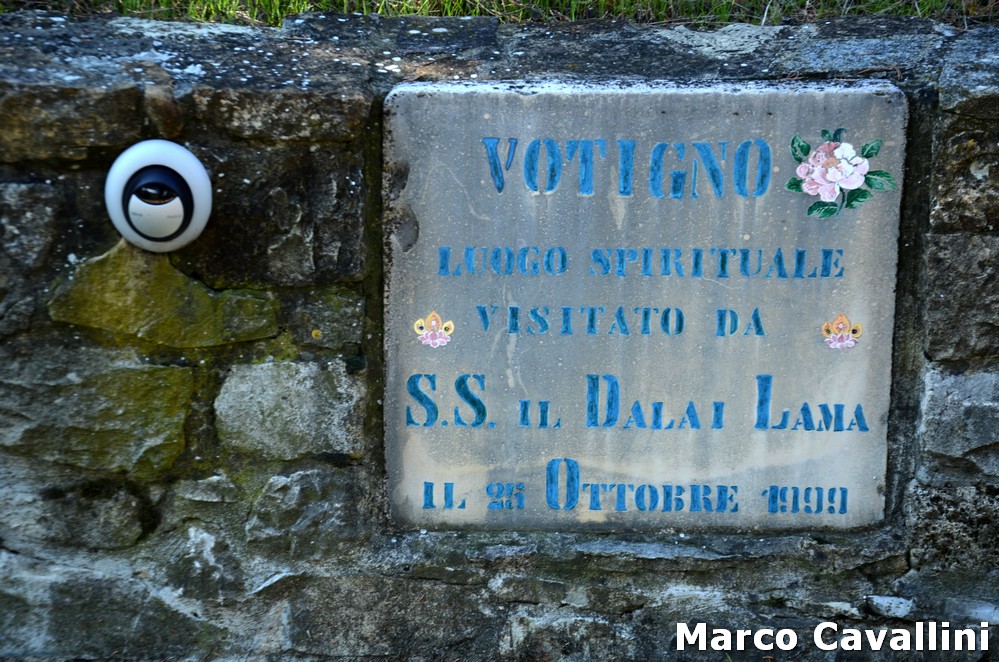 VOTIGNO
LUOGO SPIRITUALE
VISITATO DA
S.S. IL DALAI LAMA
IL 25 OTTOBRE 1999
Marco Cavallini